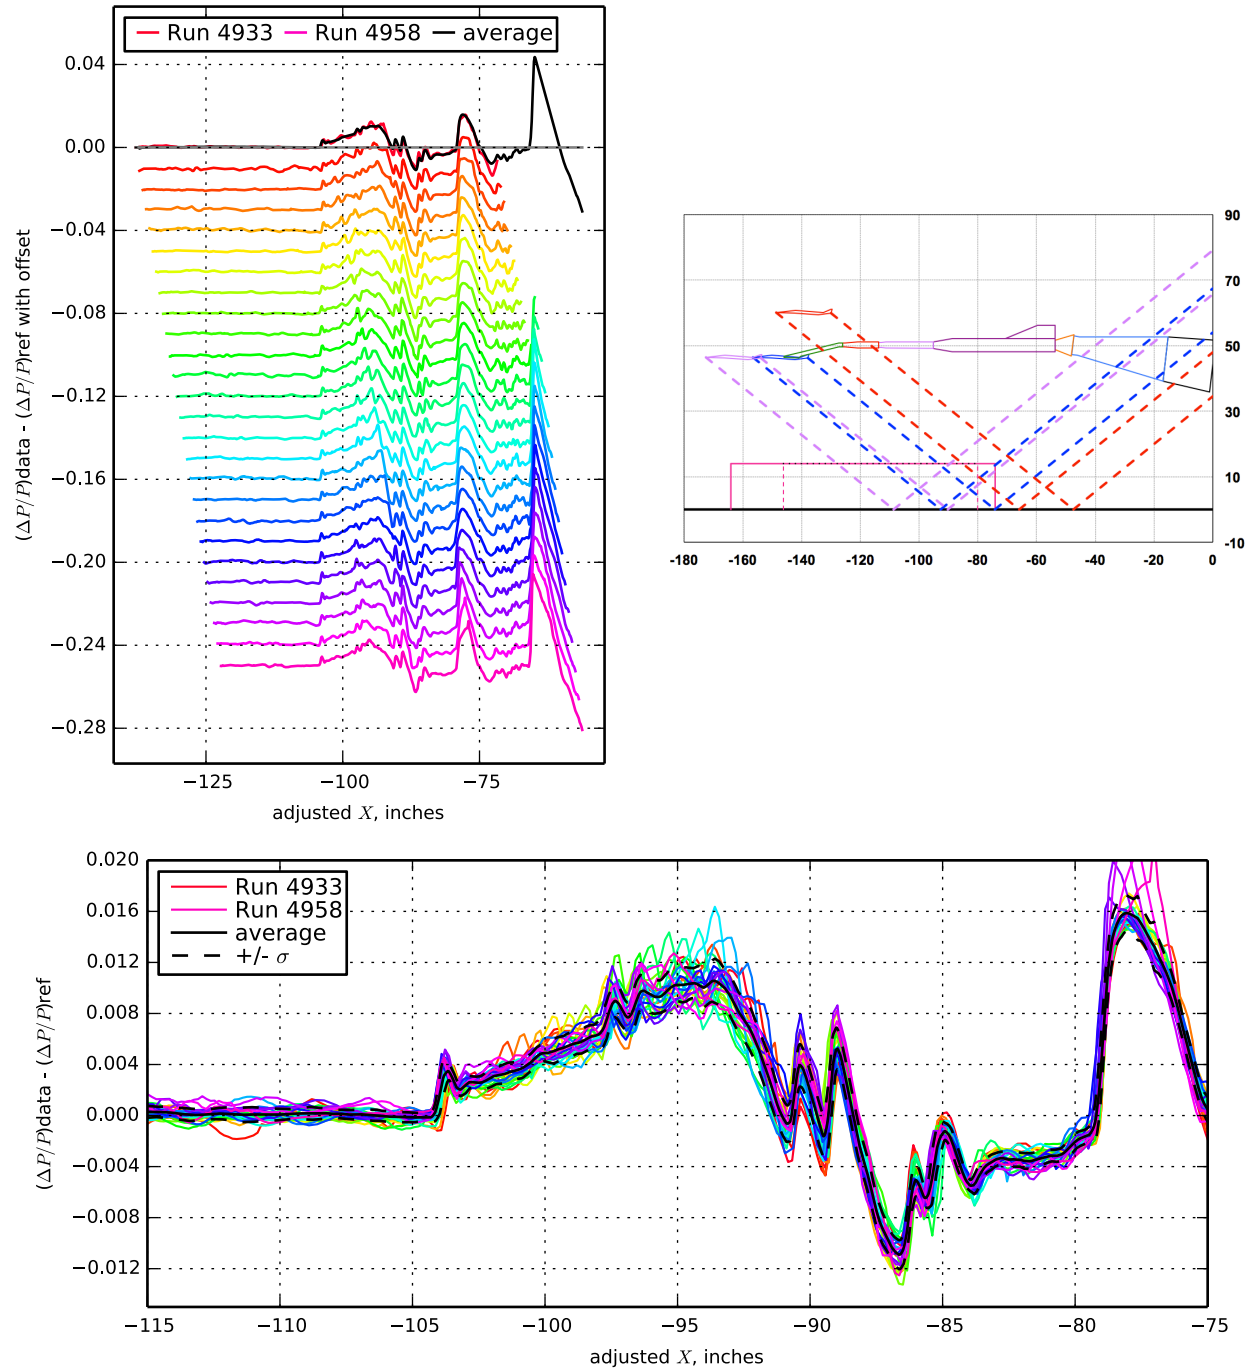 Run 4933 Run 4958 average
0.04
0.00
−0.04
−0.08
−0.12
−0.16
−0.20
−0.24
−0.28
(ΔP/P)data - (ΔP/P)ref with offset
−125 −100 −75
adjusted X, inches
90
70
50
30
10
-10
-180 -160 -140 -120 -100 -80 -60 -40 -20 0
0.020
0.016
0.012
0.008
0.004
0.000
−0.004
−0.008
−0.012
(ΔP/P)data - (ΔP/P)ref
Run 4933
Run 4958
average
+/- σ
−115 −110 −105 −100 −95 −90 −85 −80 −75
adjusted X, inches